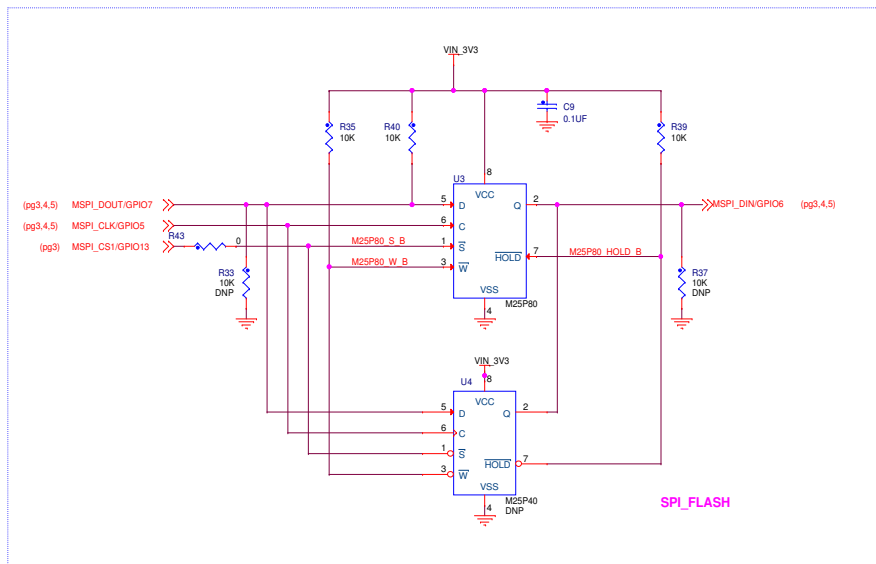 VIN_3V3
C9
0.1UF
R35
10K
R40
10K
R39
10K
U3
8
VCC
(pg3,4,5) MSPI_DOUT/GPIO7
5 D
Q 2
MSPI_DIN/GPIO6 (pg3,4,5)
(pg3,4,5) MSPI_CLK/GPIO5
6 C
R43
(pg3) MSPI_CS1/GPIO13
0
M25P80_S_B
1 S
HOLD 7
M25P80_HOLD_B
M25P80_W_B
3 W
R33
10K
DNP
R37
10K
DNP
VSS
M25P80
4
VIN_3V3
U4
8
VCC
5 D
Q 2
6 C
1 S
HOLD 7
3 W
VSS
M25P40
DNP
4
SPI_FLASH